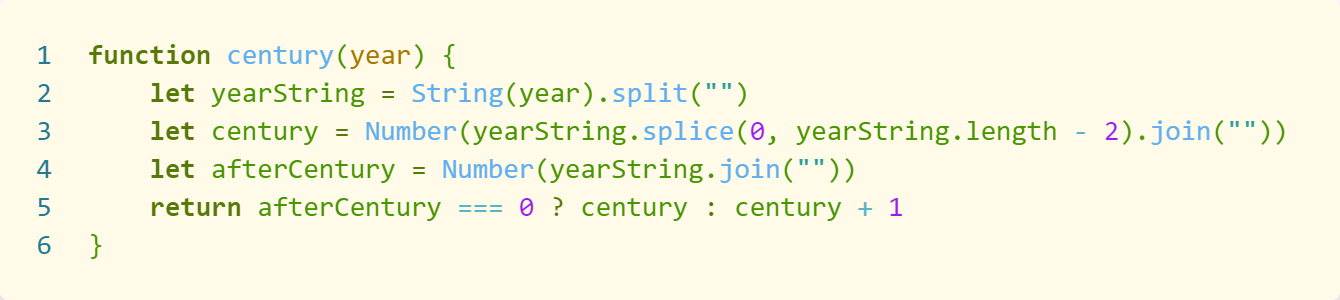 1 function century(year) {
2     let yearString = String(year).split("")
3     let century = Number(yearString.splice(0, yearString.length - 2).join(""))
4     let afterCentury = Number(yearString.join(""))
5     return afterCentury === 0 ? century : century + 1
6 }